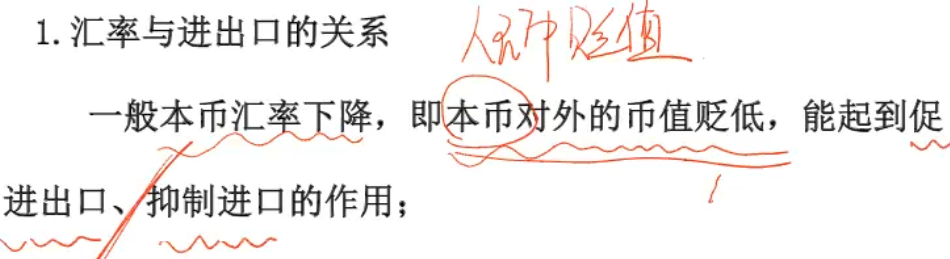 1.汇率与进出口的关系
人民币贬值
一般本币汇率下降，即本币对外的币值贬低，能起到促
进出口、抑制进口的作用；